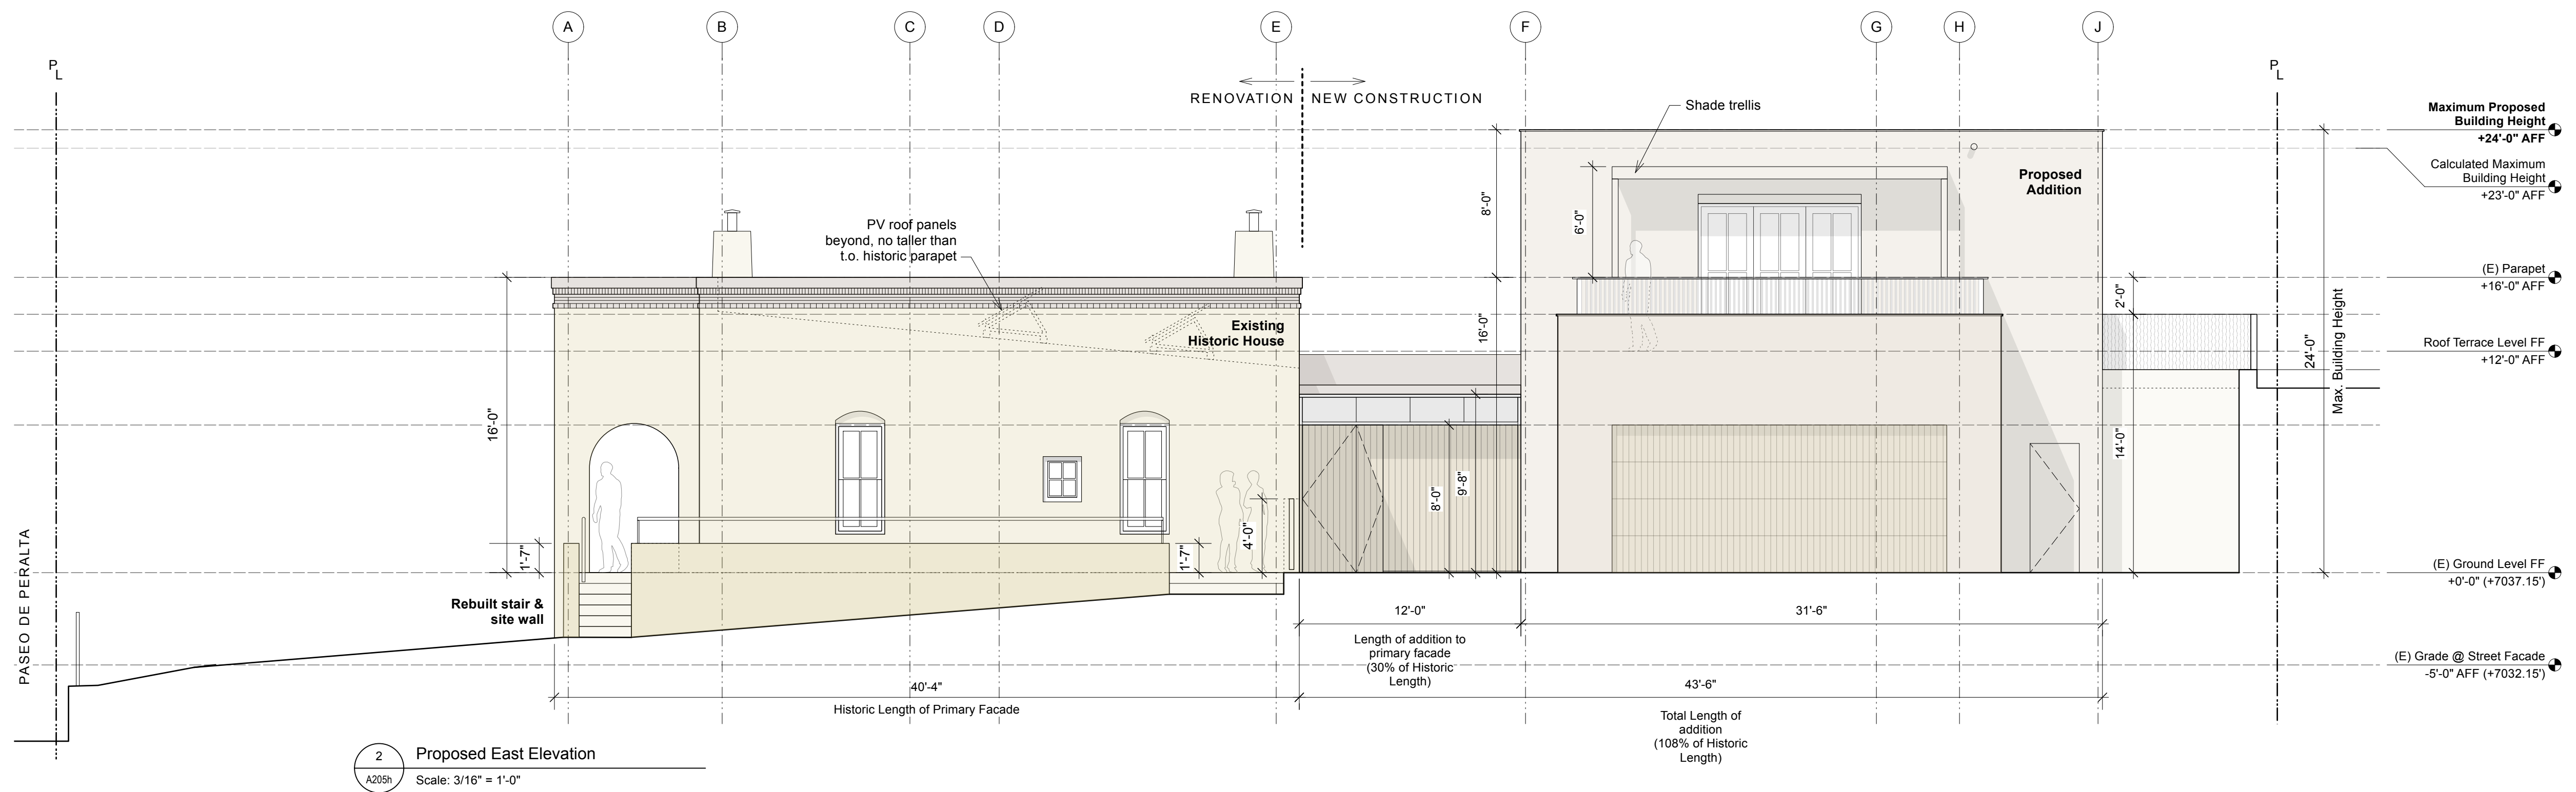 A
B
C
D
E
F
G
H
J
PL
PL
RENOVATION
NEW CONSTRUCTION
Shade trellis
Maximum Proposed
Building Height
+24'-0" AFF
Calculated Maximum
Building Height
+23'-0" AFF
Proposed
Addition
8'-0"
6'-0"
PV roof panels
beyond, no taller than
t.o. historic parapet
(E) Parapet
+16'-0" AFF
2'-0"
Existing
Historic House
16'-0"
Roof Terrace Level FF
+12'-0" AFF
24'-0"
Max. Building Height
16'-0"
14'-0"
8'-0"
9'-8"
4'-0"
1'-7"
1'-7"
(E) Ground Level FF
+0'-0" (+7037.15')
PASEO DE PERALTA
Rebuilt stair &
site wall
12'-0"
31'-6"
Length of addition to
primary facade
(30% of Historic
Length)
(E) Grade @ Street Facade
-5'-0" AFF (+7032.15')
40'-4"
43'-6"
Historic Length of Primary Facade
Total Length of
addition
(108% of Historic
Length)
2
A205h
Proposed East Elevation
Scale: 3/16" = 1'-0"